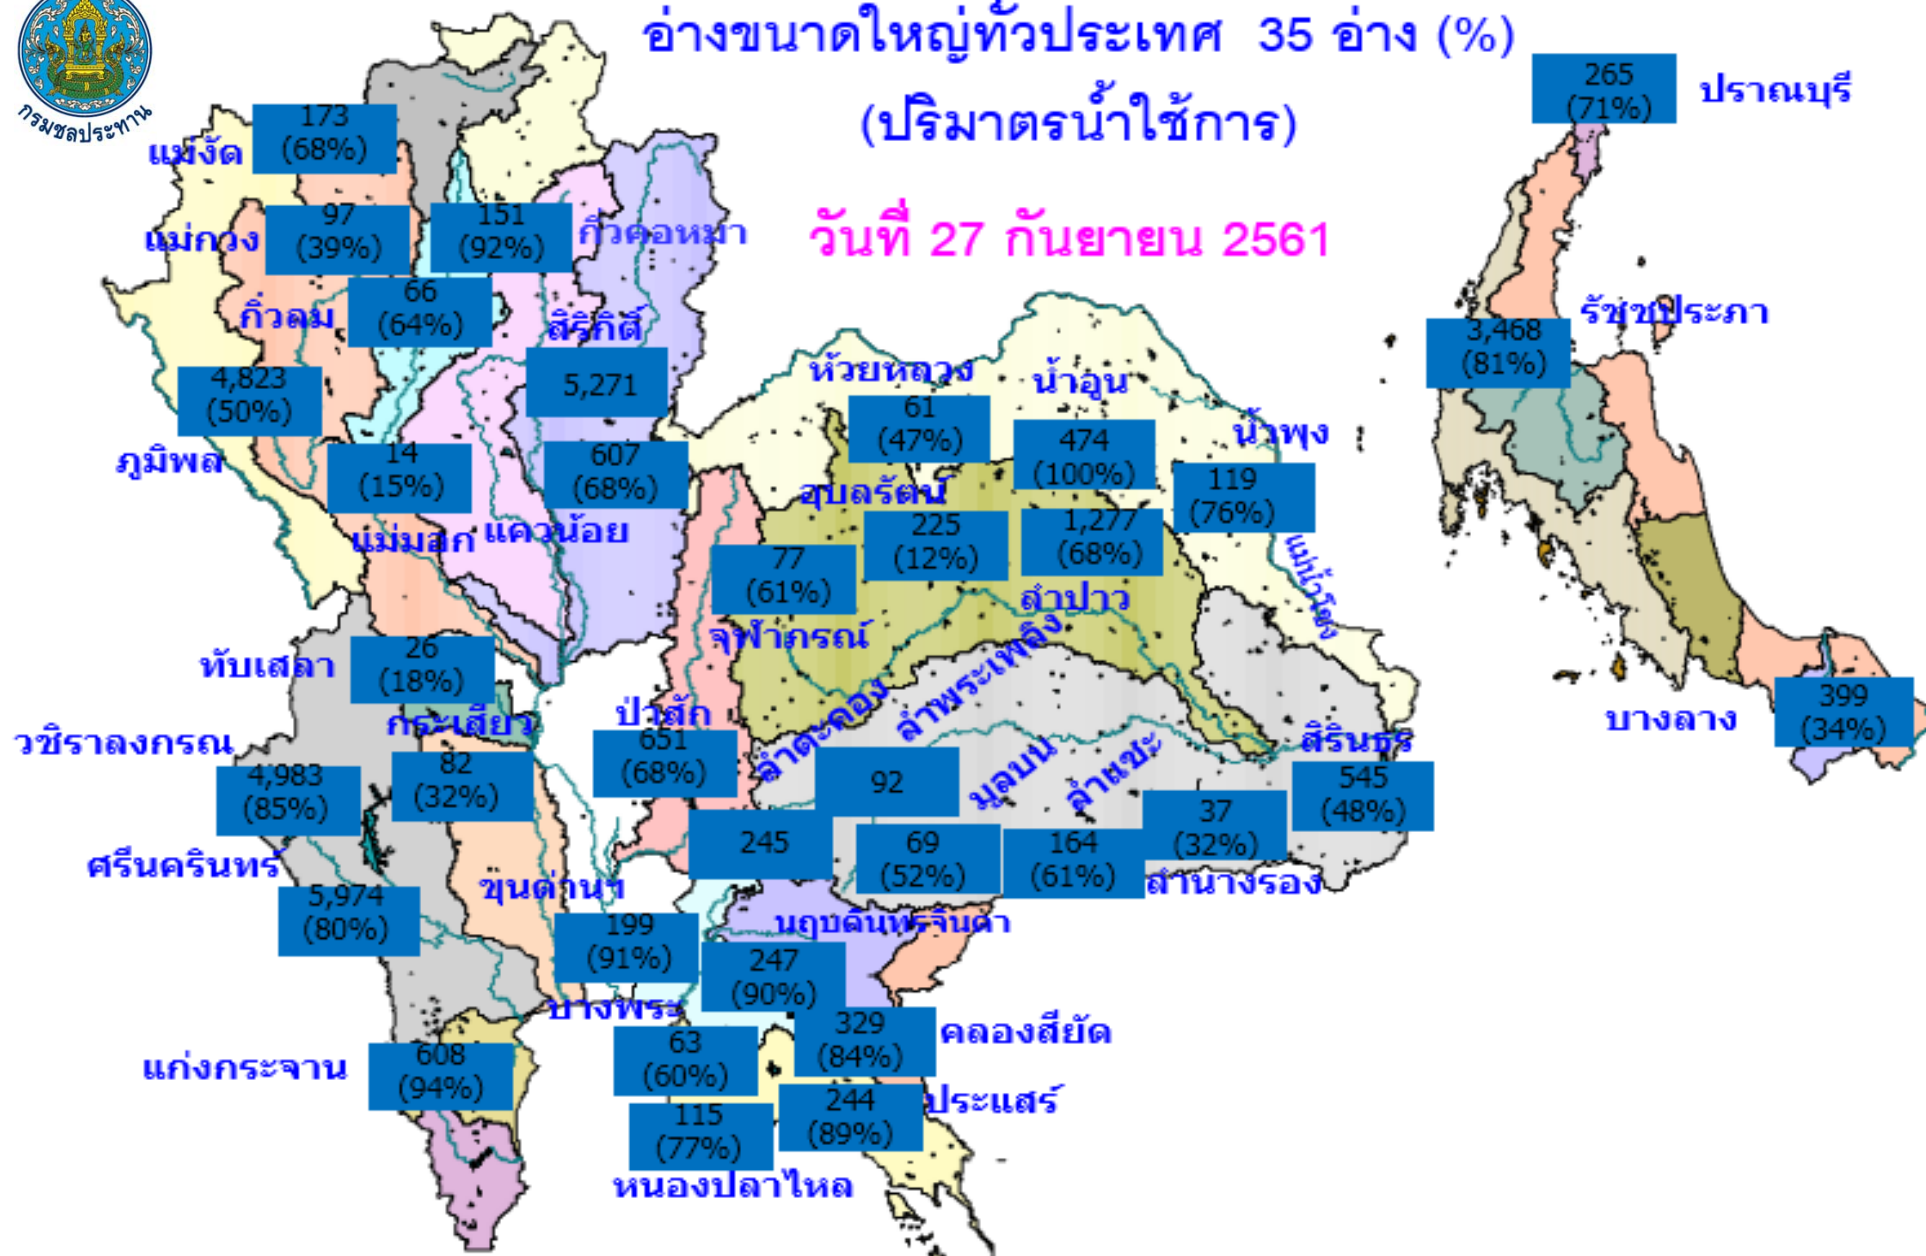 อ่างขนาดใหญ่ทั่วประเทศ 35 อ่าง (%)
(ปริมาตรน้ำใช้การ)
วันที่ 27 กันยายน 2561
กรมชลประทาน
แม่งัด
173
(68%)
แม่กวง
97
(39%)
151
(92%)
กิ่วคอหมา
กิ่วลม
66
(64%)
สิริกิติ์
5,271
4,823
(50%)
ภูมิพล
14
(15%)
แม่มอก
607
(68%)
แควน้อย
ห้วยหลวง
61
(47%)
น้ำอูน
474
(100%)
น้ำพุง
119
(76%)
อุบลรัตน์
225
(12%)
1,277
(68%)
ลำปาว
77
(61%)
จุฬาภรณ์
แม่น้ำโขง
ทับเสลา
26
(18%)
กระเสียว
82
(32%)
ป่าสัก
651
(68%)
ลำตะคอง
ลำพระเพลิง
มูลบน
ลำแชะ
สิรินธร
545
(48%)
92
245
69
(52%)
164
(61%)
37
(32%)
ลำนางรอง
วชิราลงกรณ
4,983
(85%)
ศรีนครินทร์
5,974
(80%)
ขุนด่านฯ
199
(91%)
นฤบดินทรจินดา
247
(90%)
บางพระ
63
(60%)
329
(84%)
คลองสียัด
แก่งกระจาน
608
(94%)
115
(77%)
หนองปลาไหล
244
(89%)
ประแสร์
265
(71%)
ปราณบุรี
รัชชประภา
3,468
(81%)
บางลาง
399
(34%)